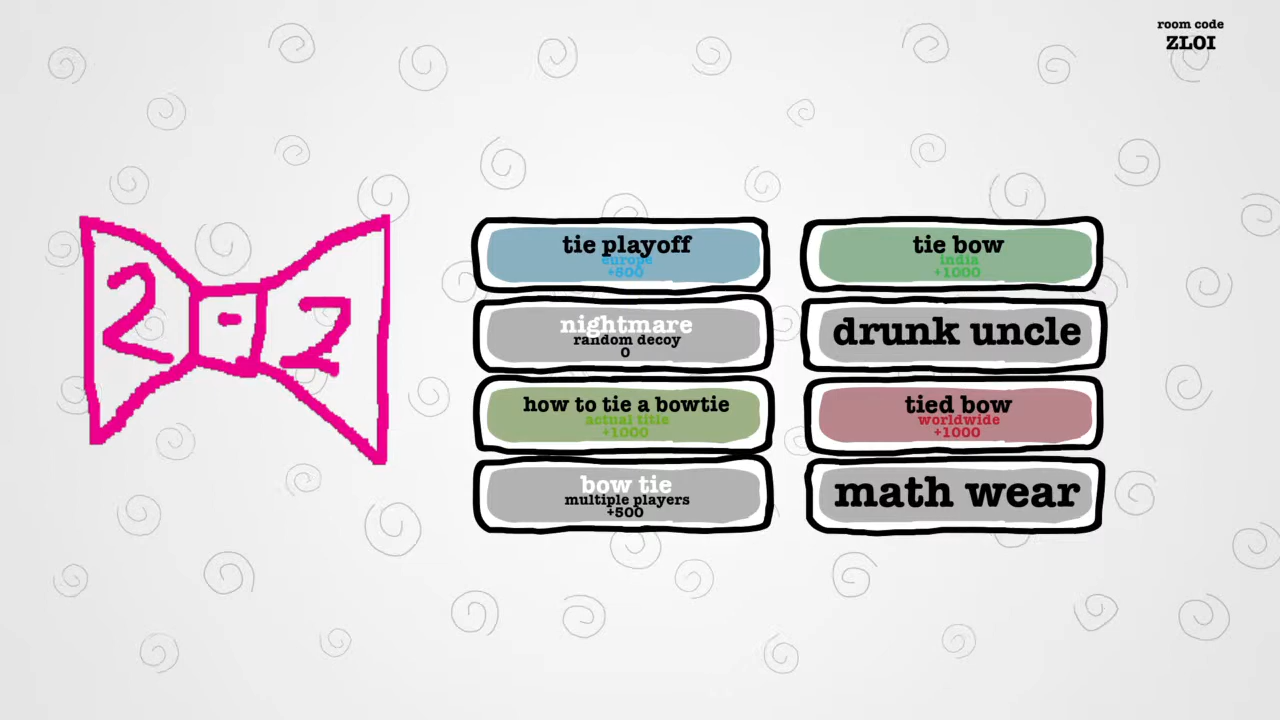 room code
ZLOI
2-2
tie playoff
europe
+500
tie bow
india
+1000
nightmare
random decoy
0
drunk uncle
how to tie a bowtie
actual title
+1000
tied bow
worldwide
+1000
bow tie
multiple players
+500
math wear